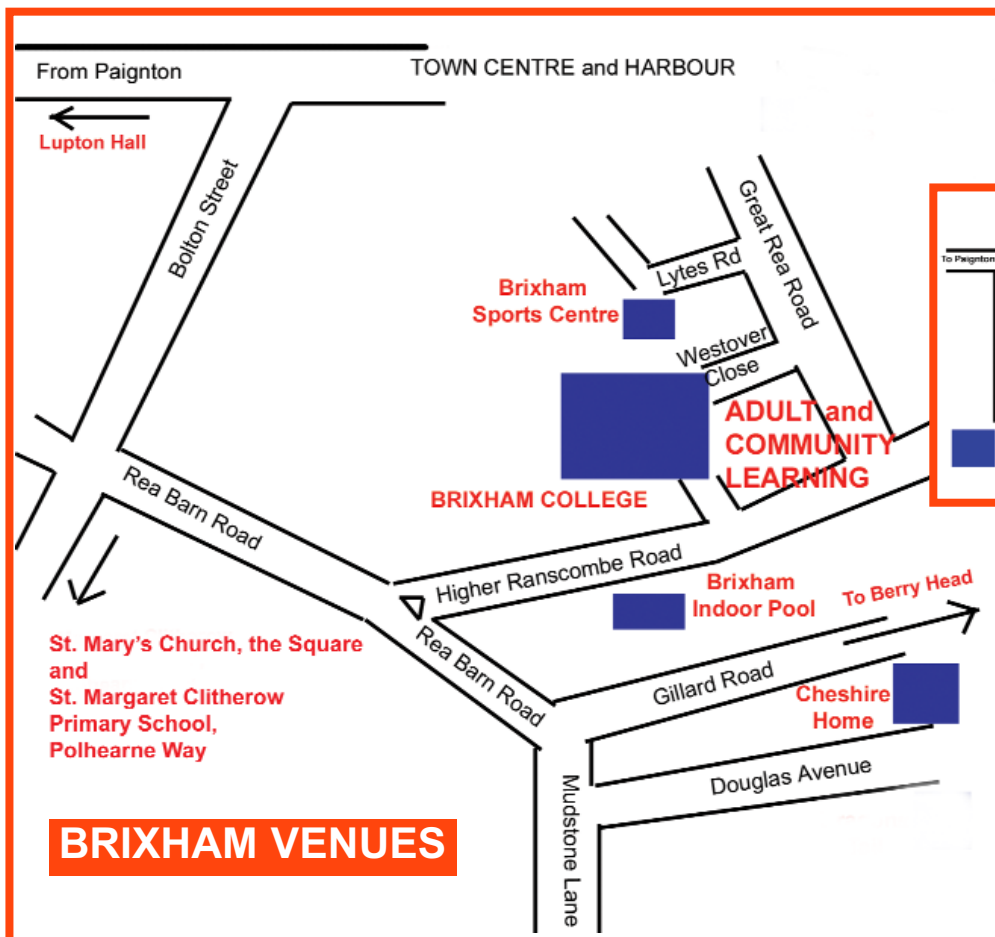 From Paignton
TOWN CENTRE and HARBOUR
Lupton Hall
Bolton Street
Great Rea Road
Lytes Rd
To Paignton
Brixham
Sports Centre
Westover
Close
ADULT and
COMMUNITY
LEARNING
BRIXHAM COLLEGE
Rea Barn Road
Higher Ranscombe Road
Brixham
Indoor Pool
To Berry Head
St. Mary's Church, the Square
and
St. Margaret Clitherow
Primary School,
Polhearne Way
Rea Barn Road
Gillard Road
Cheshire
Home
Douglas Avenue
Mudstone Lane
BRIXHAM VENUES